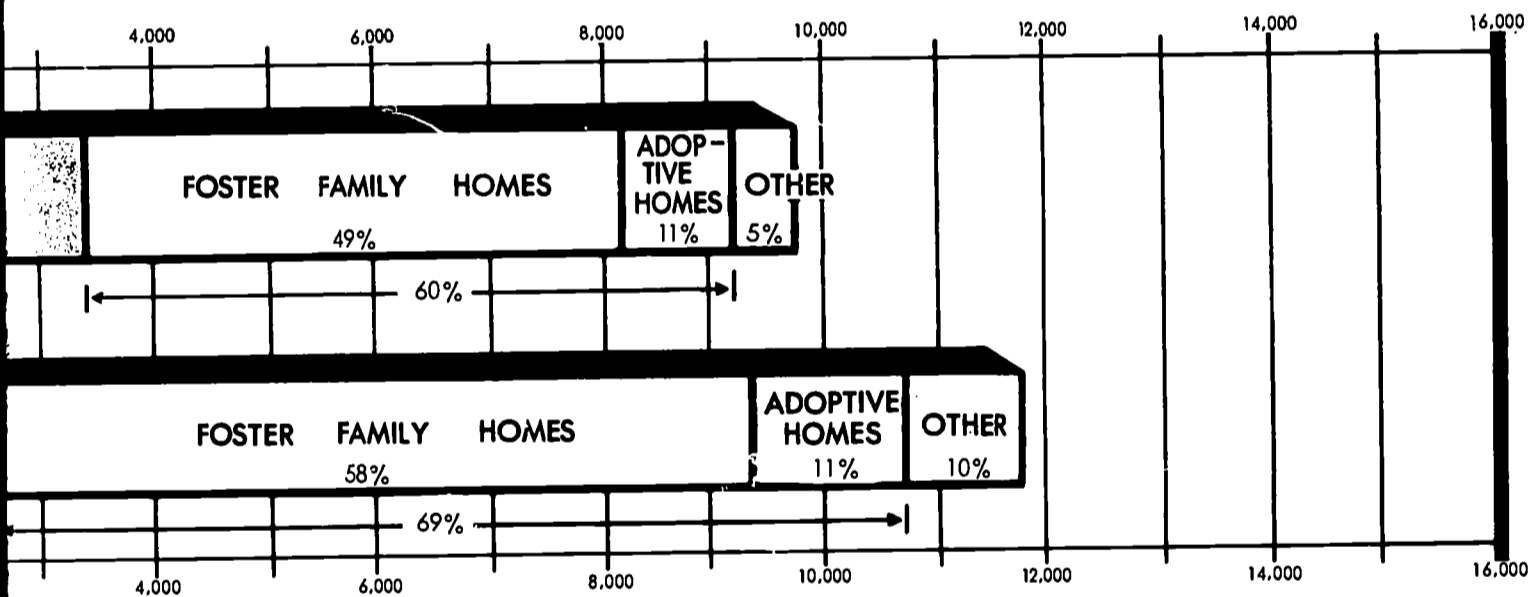 4,000 6,000 8,000 10,000 12,000 14,000 16,000
FOSTER FAMILY HOMES
49%
ADOP-
TIVE
HOMES
11%
OTHER
5%
60%
FOSTER FAMILY HOMES
58%
ADOPTIVE
HOMES
11%
OTHER
10%
69%
4,000 6,000 8,000 10,000 12,000 14,000 16,000